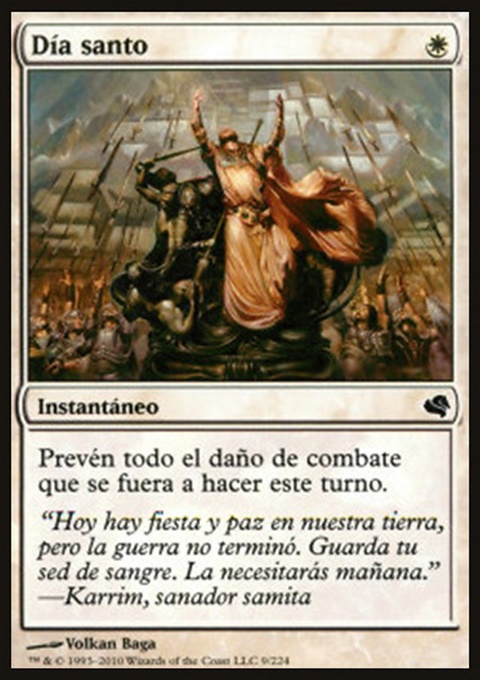 Día santo
Instantáneo
Prevén todo el daño de combate
que se fuera a hacer este turno.
“Hoy hay fiesta y paz en nuestra tierra,
pero la guerra no terminó. Guarda tu
sed de sangre. La necesitarás mañana.”
—Karrim, sanador samita
Volkan Baga
™ & © 1993–2010 Wizards of the Coast LLC 9/224